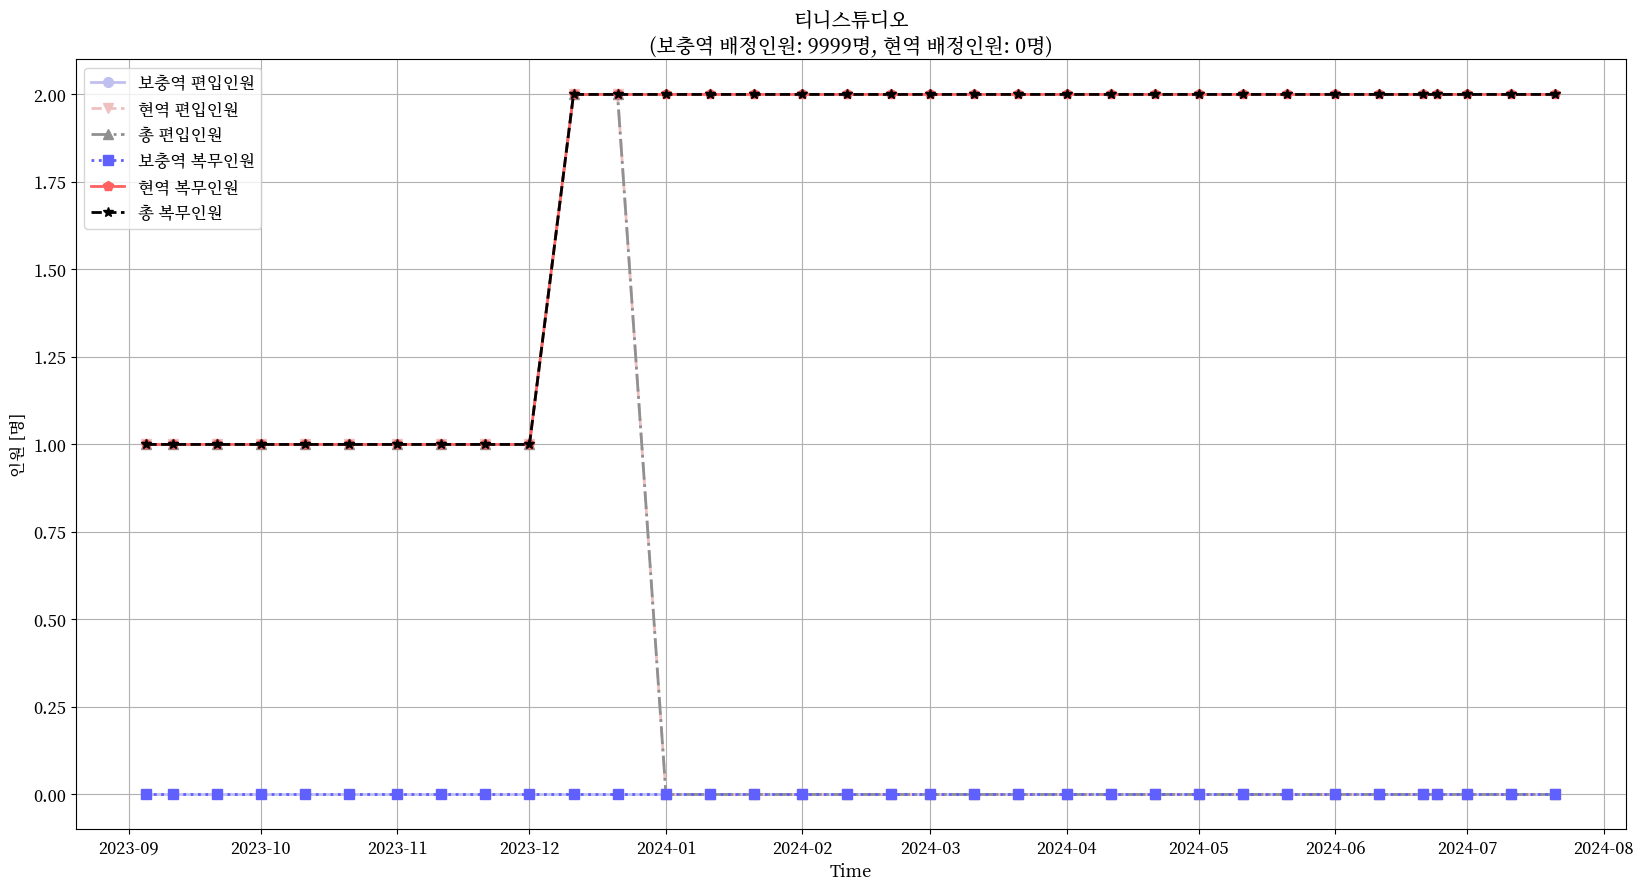 티니스튜디오
(보충역 배정인원: 9999명, 현역 배정인원: 0명)
보충역 편입인원
현역 편입인원
총 편입인원
보충역 복무인원
현역 복무인원
총 복무인원
인원 [명]
2.00
1.75
1.50
1.25
1.00
0.75
0.50
0.25
0.00
2023-09
2023-10
2023-11
2023-12
2024-01
2024-02
2024-03
2024-04
2024-05
2024-06
2024-07
2024-08
Time